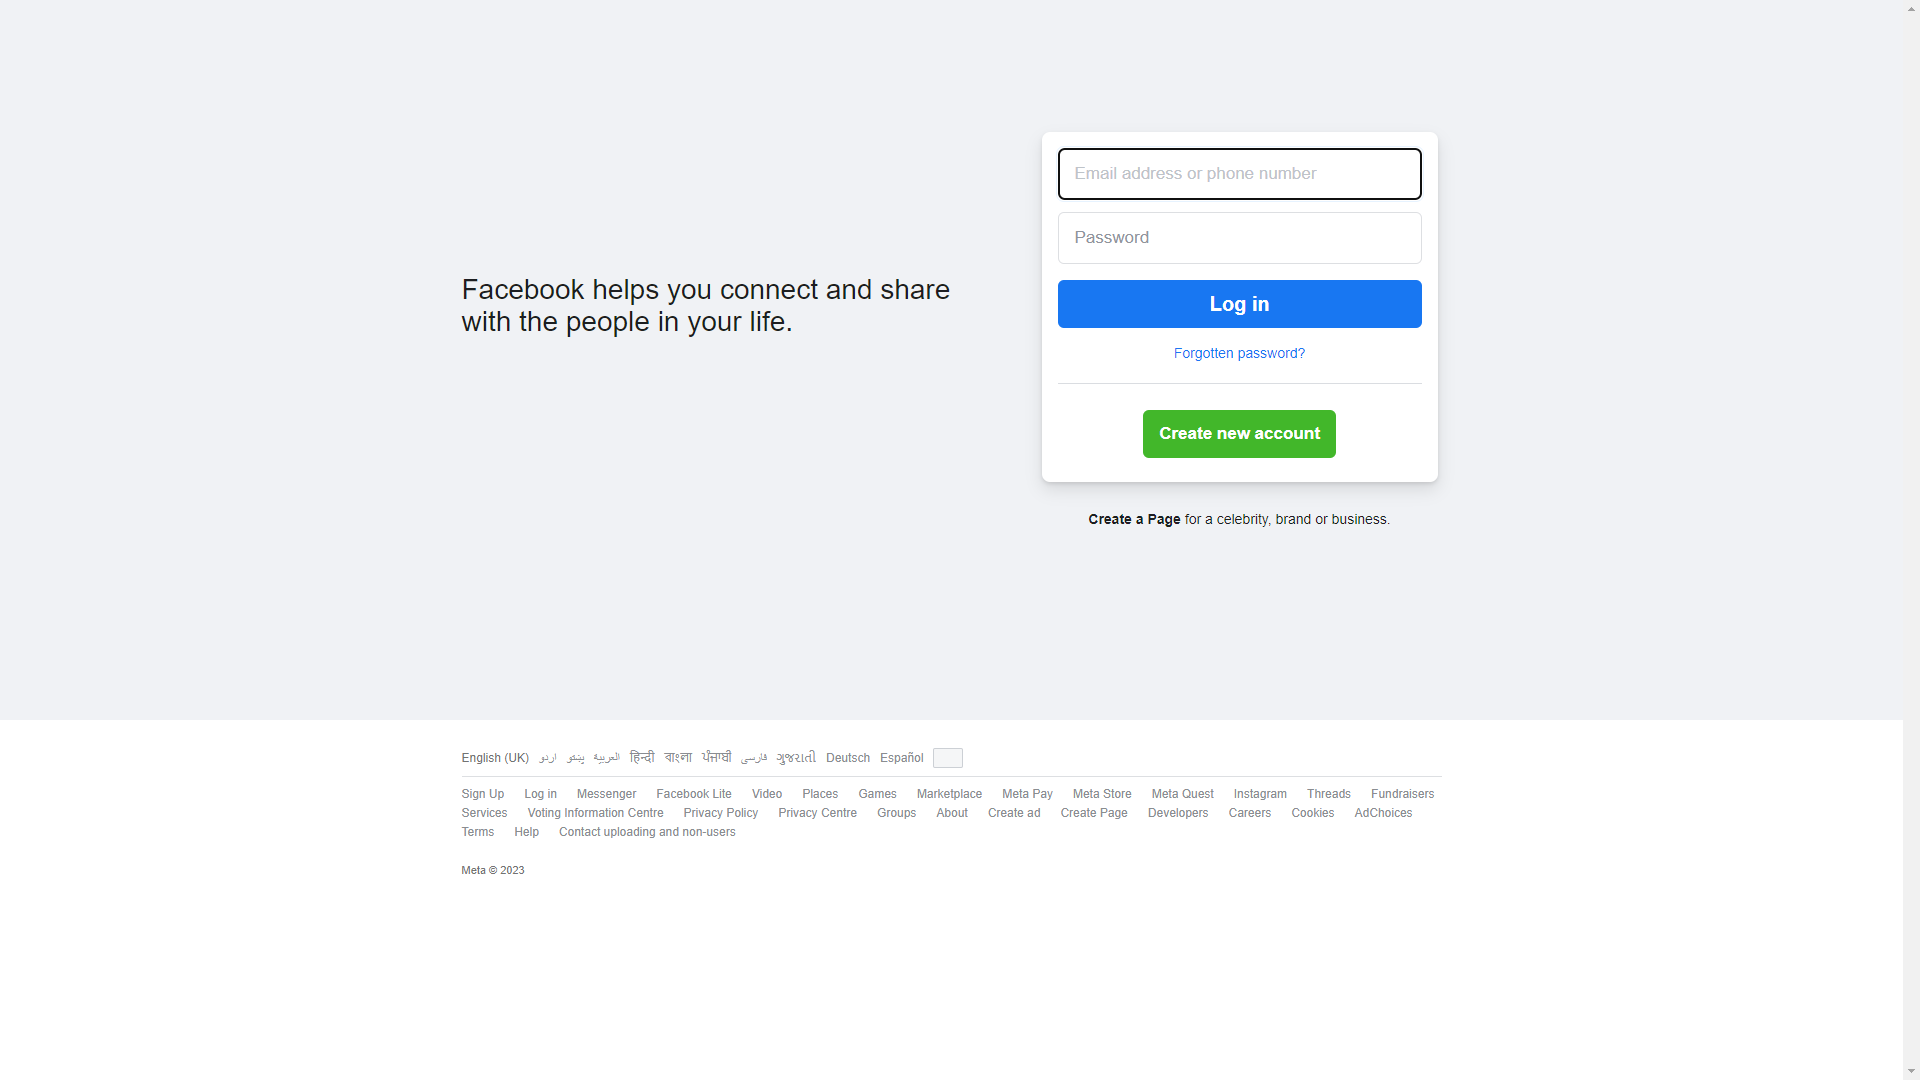 Email address or phone number
Password
Facebook helps you connect and share
with the people in your life.
Log in
Forgotten password?
Create new account
Create a Page for a celebrity, brand or business.
English (UK) اردو پښتو العربية हिन्दी বাংলা ਪੰਜਾਬੀ فارسی ગુજરાતી Deutsch Español
Sign Up Log in Messenger Facebook Lite Video Places Games Marketplace Meta Pay Meta Store Meta Quest Instagram Threads Fundraisers
Services Voting Information Centre Privacy Policy Privacy Centre Groups About Create ad Create Page Developers Careers Cookies AdChoices
Terms Help Contact uploading and non-users
Meta © 2023